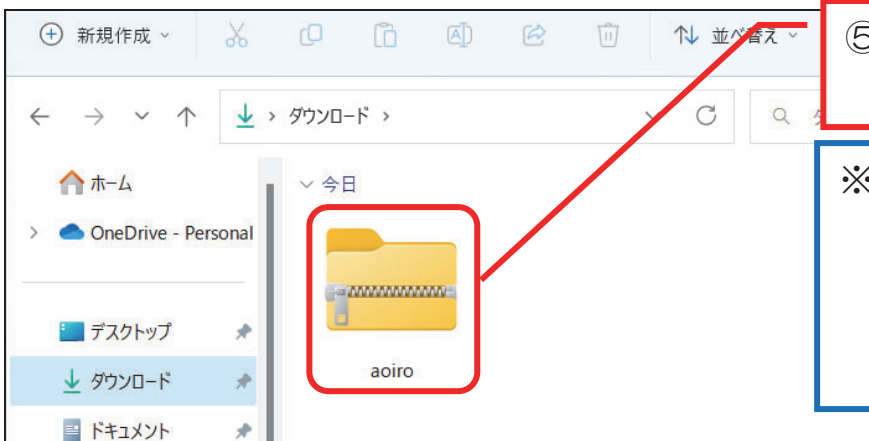 新規作成
並べ替え
⑤
ダウンロード
※
ホーム
今日
OneDrive - Personal
デスクトップ
aoiro
ダウンロード
ドキュメント